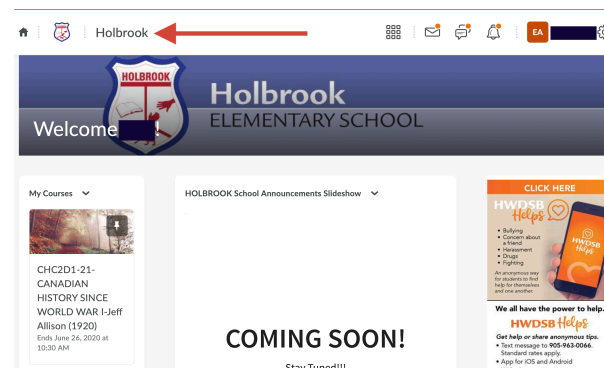 Holbrook
EA
HOLBROOK
Holbrook
ELEMENTARY SCHOOL
Welcome !
My Courses
CHC2D1-21-
CANADIAN
HISTORY SINCE
WORLD WAR I-Jeff
Allison (1920)
Ends June 26, 2020 at
10:30 AM
HOLBROOK School Announcements Slideshow
COMING SOON!
Stay Tuned!!!
CLICK HERE
HWDSB
Helps
• Bullying
• Concern about
a friend
• Harassment
• Drugs
• Fighting
An anonymous way
for students to find
help for themselves
and one another.
HWDSB
Helps
We all have the power to help.
HWDSB Helps
Get help or share anonymous tips.
• Text message to 905-963-0066.
Standard rates apply.
• App for iOS and Android